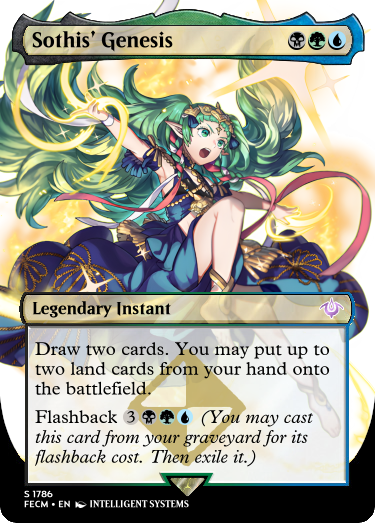 Sothis' Genesis
Legendary Instant
Draw two cards. You may put up to
two land cards from your hand onto
the battlefield.
Flashback 3 (You may cast
this card from your graveyard for its
flashback cost. Then exile it.)
S 1786
FECM • EN INTELLIGENT SYSTEMS